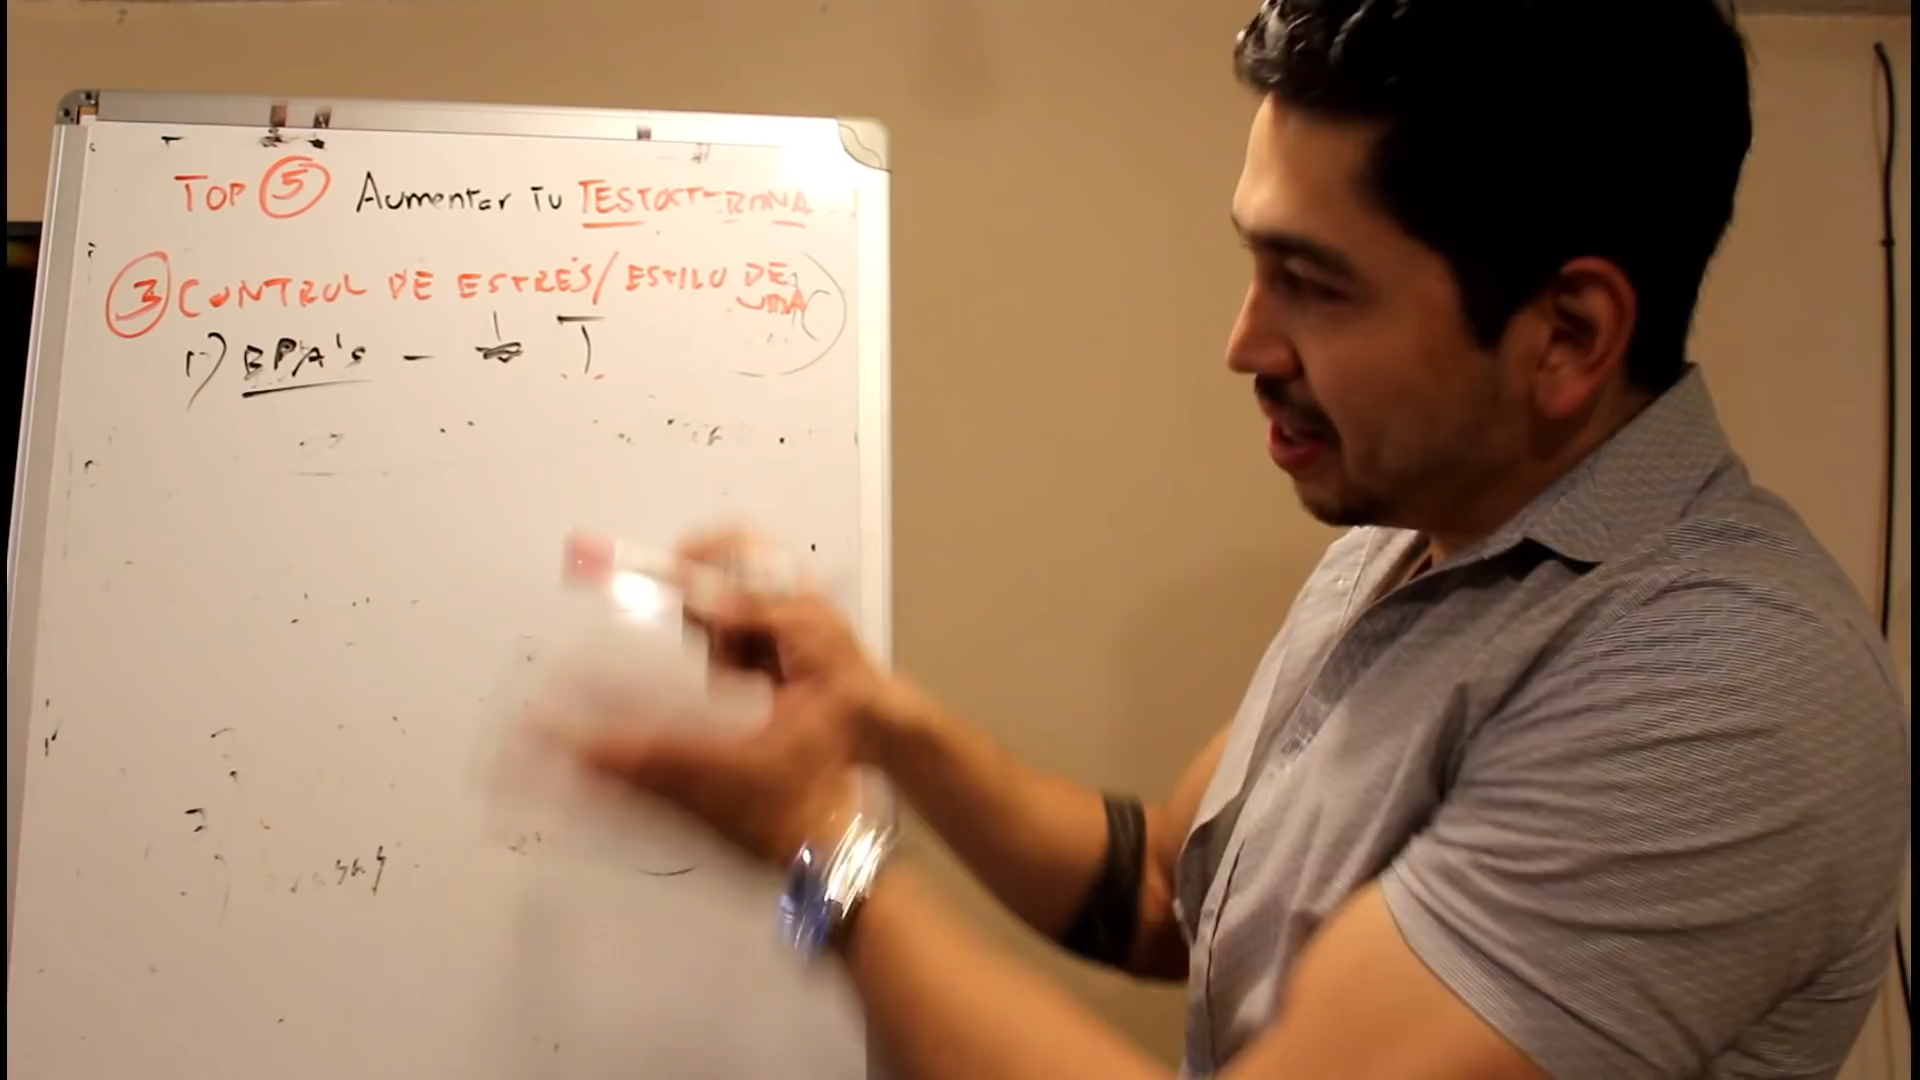 TOP 5 Aumentar Tu TESTOSTERONA
3 CONTROL DE ESTRÉS/ESTILO DE VIDA
1) BPA's - ↓ T